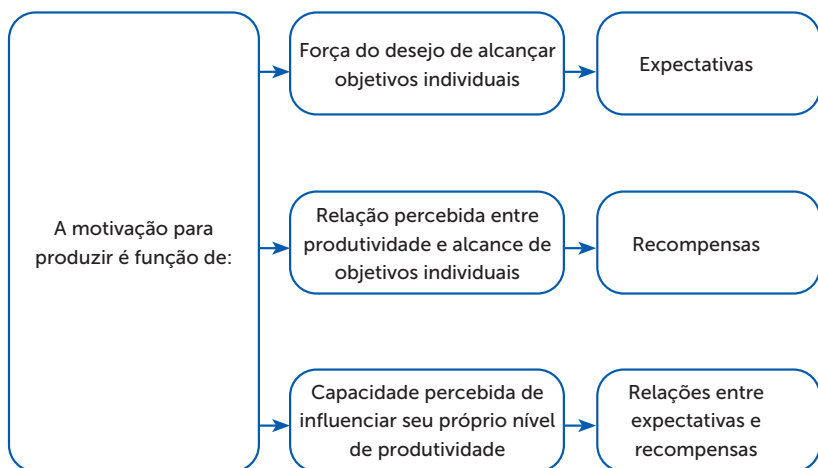 A motivação para
produzir é função de:
Força do desejo de alcançar
objetivos individuais
Expectativas
Relação percebida entre
produtividade e alcance de
objetivos individuais
Recompensas
Capacidade percebida de
influenciar seu próprio nível
de produtividade
Relações entre
expectativas e
recompensas